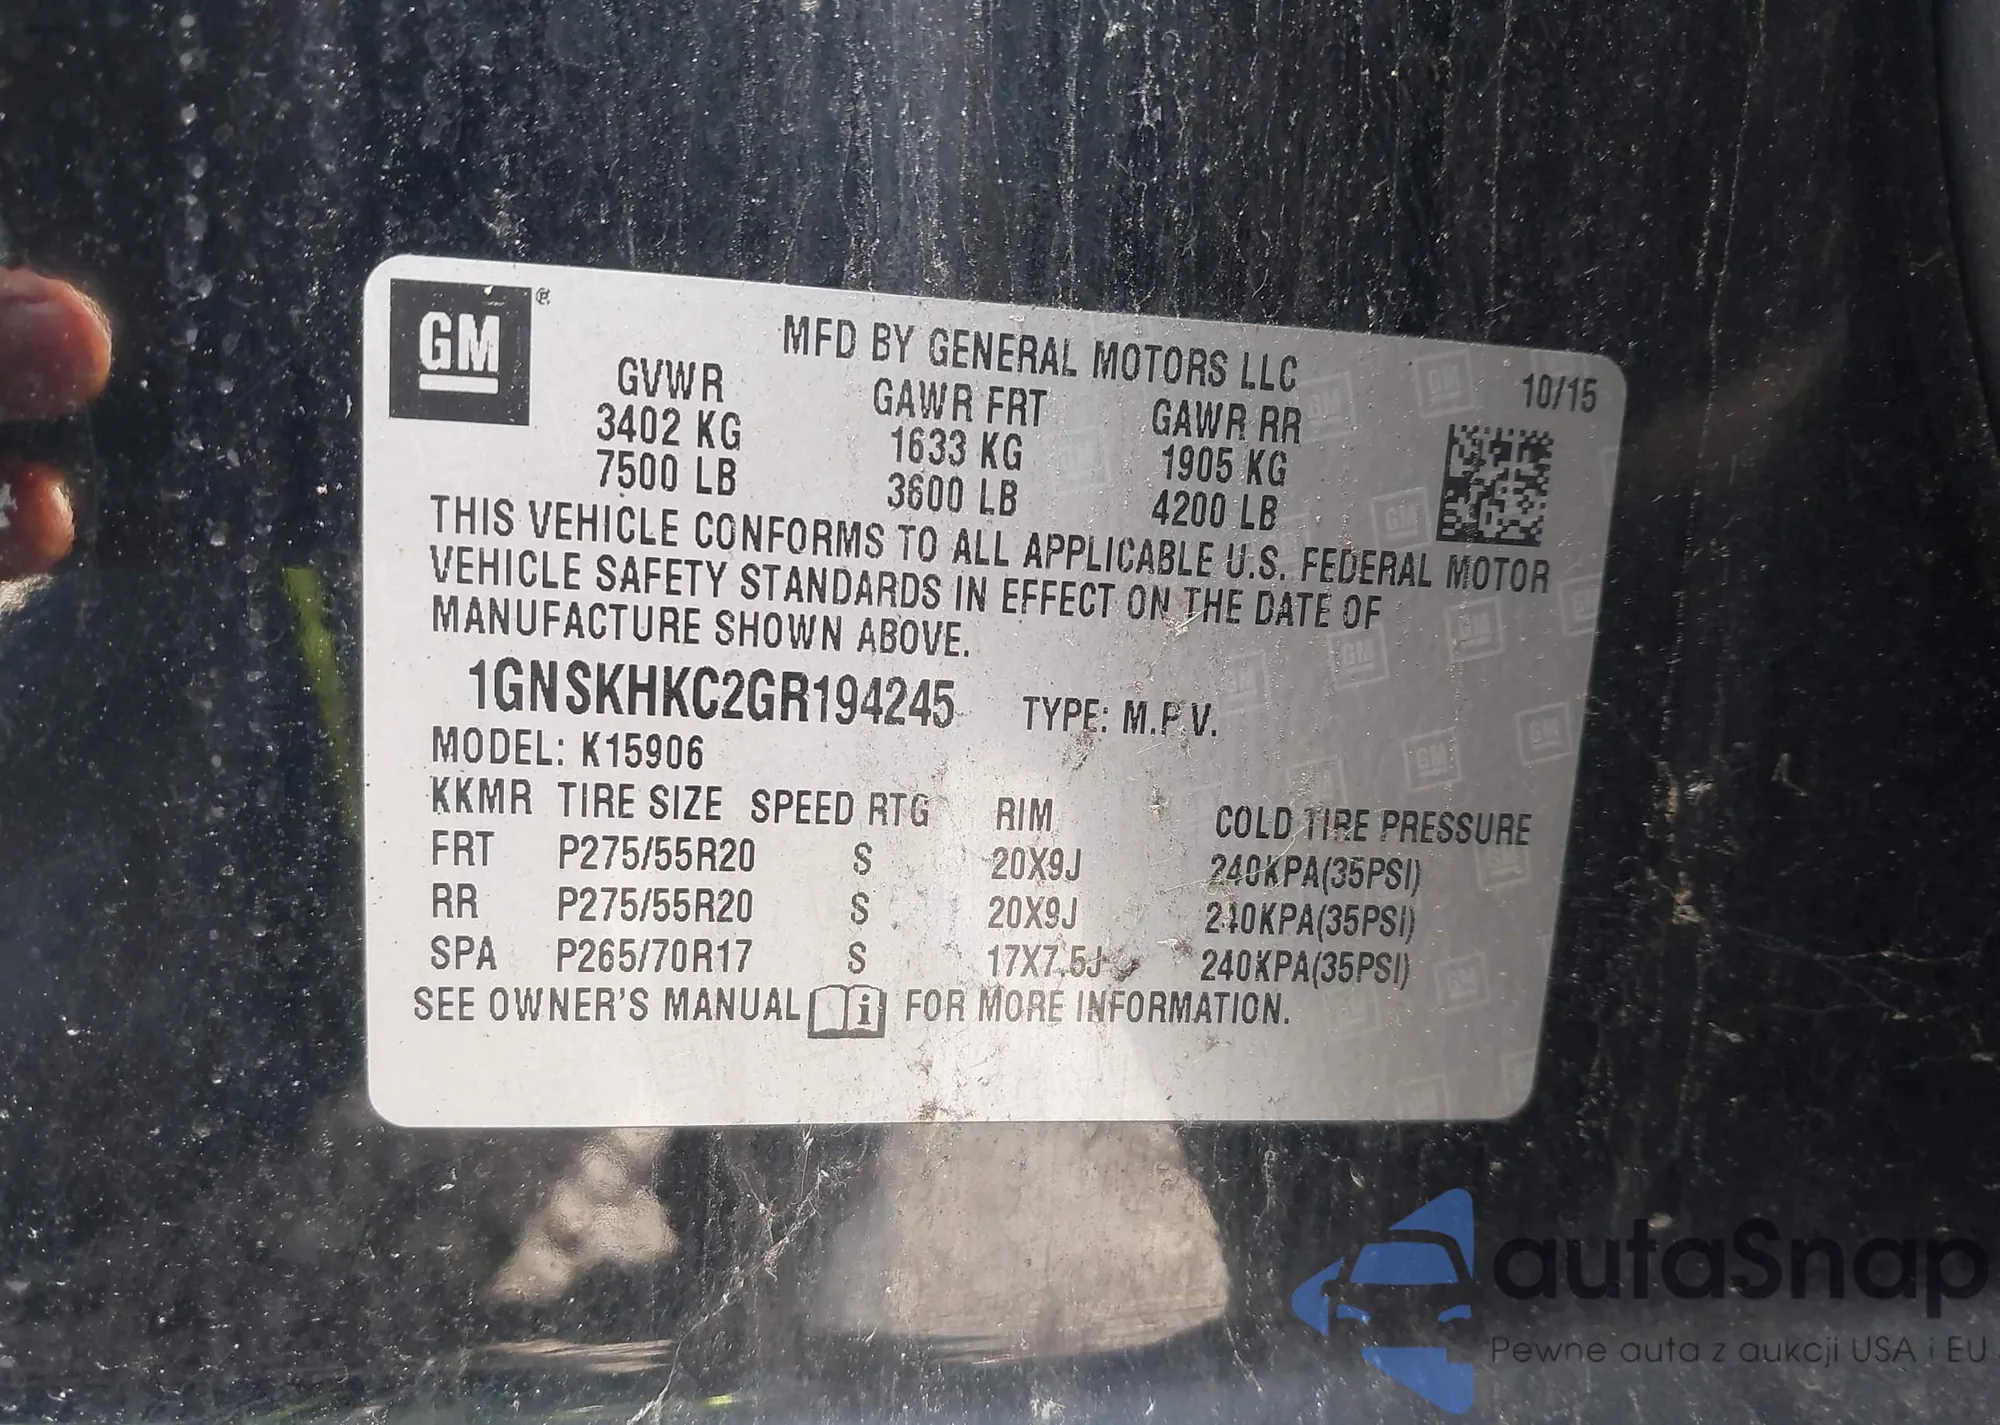 GM®
MFD BY GENERAL MOTORS LLC
10/15
GVWR GAWR FRT GAWR RR
3402 KG 1633 KG 1905 KG
7500 LB 3600 LB 4200 LB
THIS VEHICLE CONFORMS TO ALL APPLICABLE U.S. FEDERAL MOTOR
VEHICLE SAFETY STANDARDS IN EFFECT ON THE DATE OF
MANUFACTURE SHOWN ABOVE.
1GNSKHKC2GR194245 TYPE: M.P.V.
MODEL: K15906
KKMR TIRE SIZE SPEED RTG RIM COLD TIRE PRESSURE
FRT P275/55R20 S 20X9J 240KPA(35PSI)
RR P275/55R20 S 20X9J 240KPA(35PSI)
SPA P265/70R17 S 17X7.5J 240KPA(35PSI)
SEE OWNER'S MANUAL i FOR MORE INFORMATION.
autaSnap
Pewne auta z aukcji USA i EU